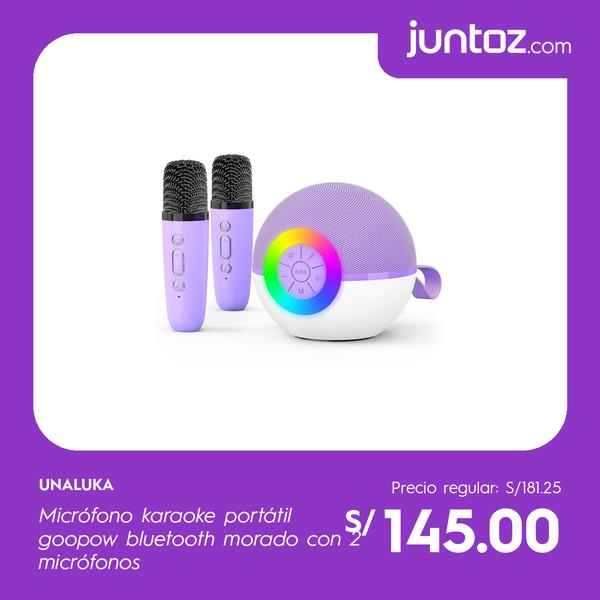 juntoz.com
UNALUKA
Micrófono karaoke portátil
goopow bluetooth morado con 2
micrófonos
Precio regular: S/181.25
S/145.00